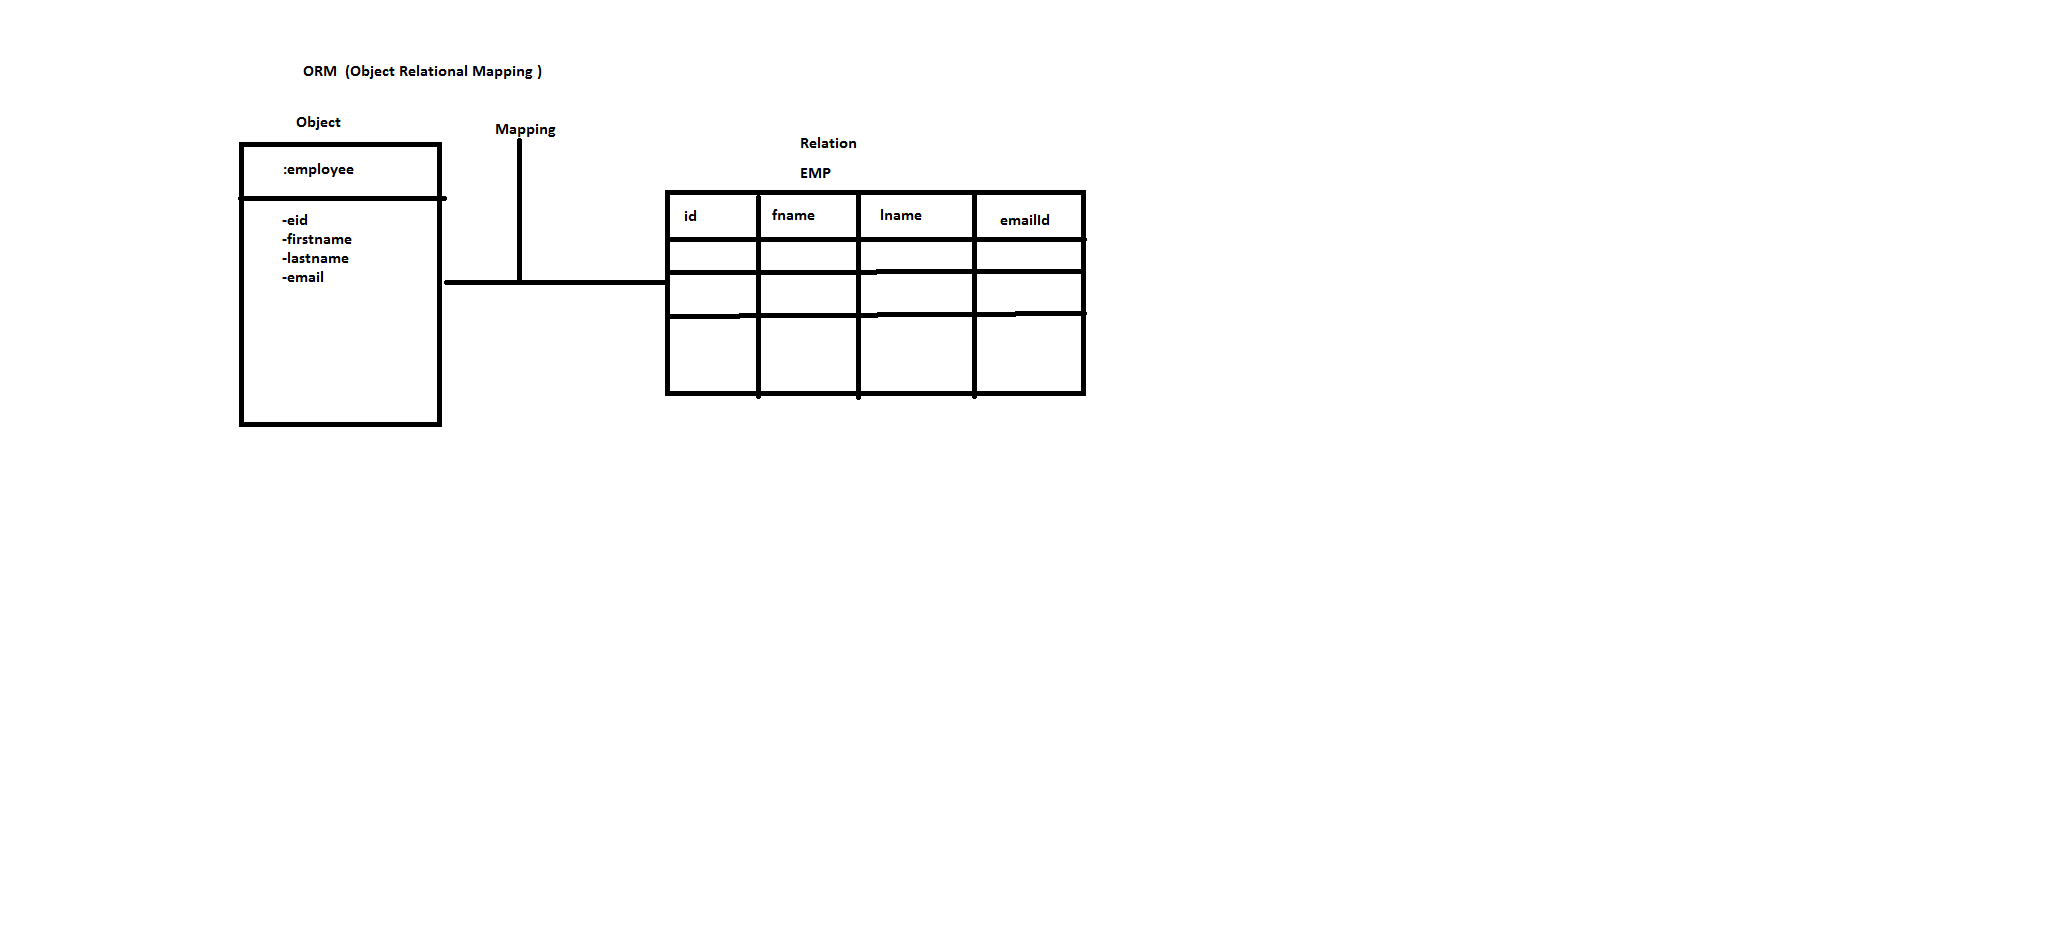 ORM  (Object Relational Mapping )
Object
:employee
-eid
-firstname
-lastname
-email
Mapping
Relation
EMP
id
fname
lname
emailId